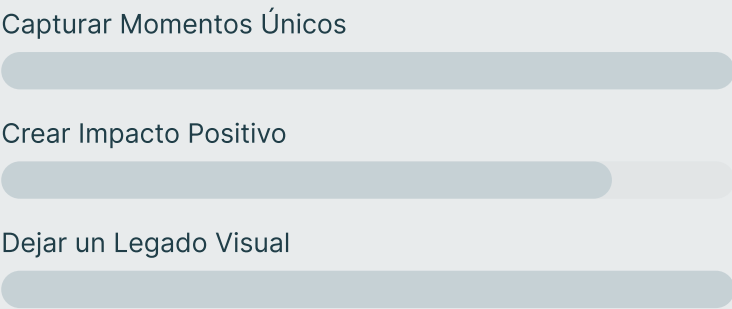 Capturar Momentos Únicos
Crear Impacto Positivo
Dejar un Legado Visual